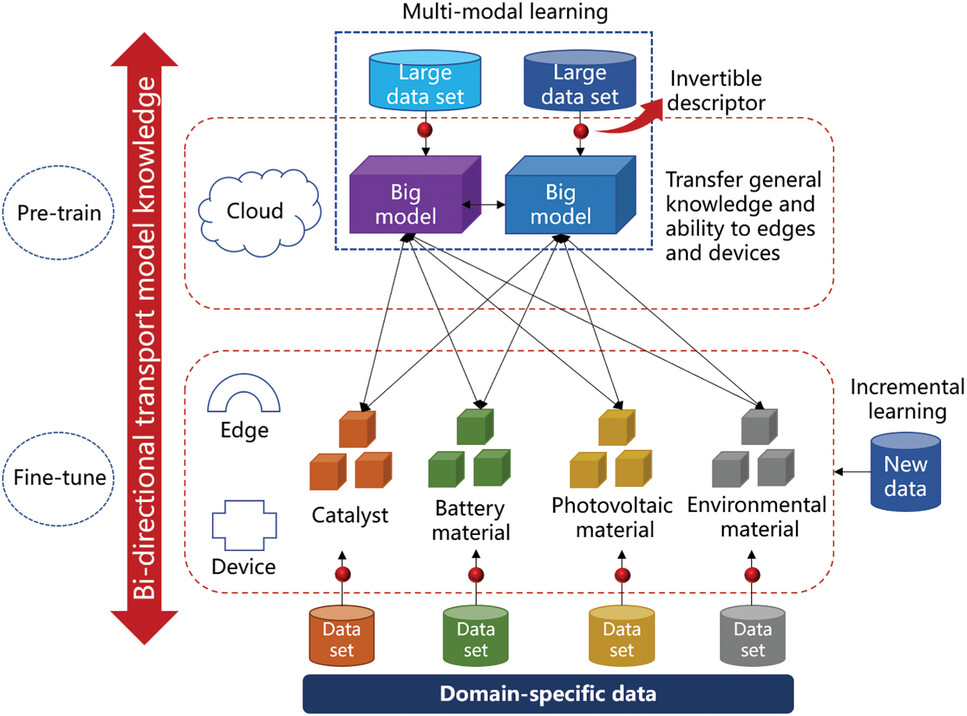 Multi-modal learning
Large
data set
Large
data set
Invertible
descriptor
Bi-directional transport model knowledge
Pre-train
Cloud
Big
model
Big
model
Transfer general
knowledge and
ability to edges
and devices
Edge
Incremental
learning
Fine-tune
New
data
Catalyst
Battery
material
Photovoltaic
material
Environmental
material
Device
Data
set
Data
set
Data
set
Data
set
Domain-specific data